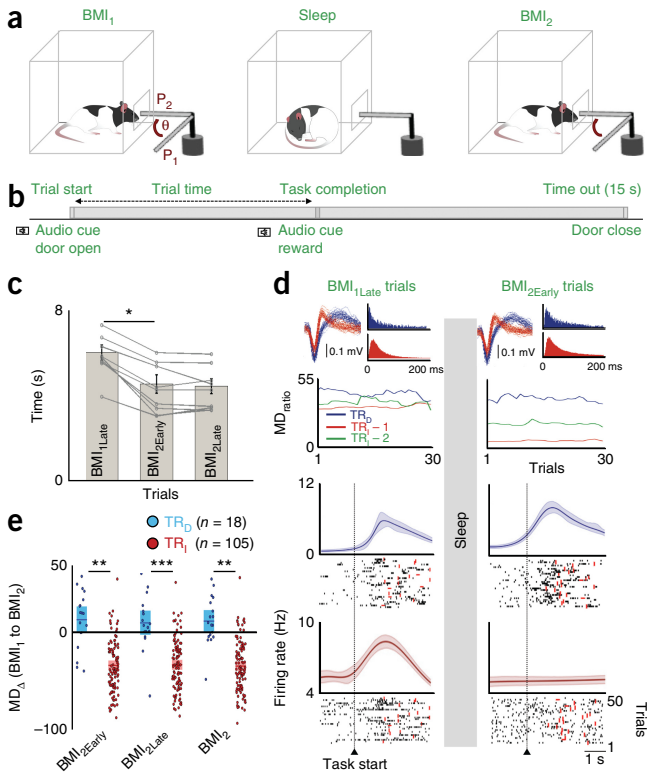 a
BMI1
Sleep
BMI2
P2
θ
P1
b
Trial start
Trial time
Task completion
Time out (15 s)
Audio cue
door open
Audio cue
reward
Door close
c
8
*
Time (s)
0
BMI1Late
BMI2Early
BMI2Late
Trials
d
BMI1Late trials
BMI2Early trials
0.1 mV
0 200 ms
0.1 mV
0 200 ms
55
MDratio
0
TRD
TRI – 1
TRI – 2
1 30
1 30
Trials
Sleep
12
0
Firing rate (Hz)
10
4
Task start
50
Trials
1
1 s
e
TRD (n = 18)
TRI (n = 105)
50
** *** **
0
MDΔ (BMI1 to BMI2)
–100
BMI2Early
BMI2Late
BMI2